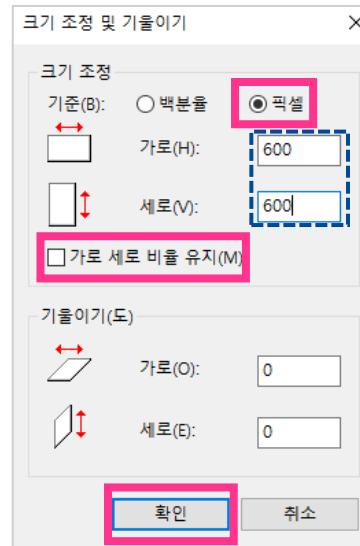 크기 조정 및 기울이기
크기 조정
기준(B): 백분율 픽셀
가로(H): 600
세로(V): 600
가로 세로 비율 유지(M)
기울이기(도)
가로(O): 0
세로(E): 0
확인 취소